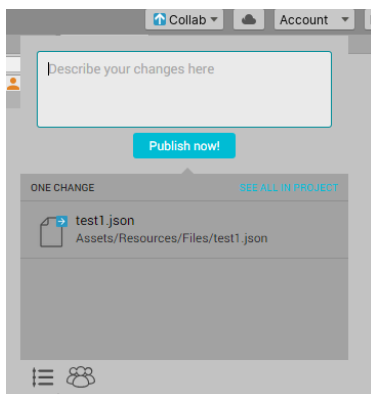 Collab
Account
Describe your changes here
Publish now!
ONE CHANGE
SEE ALL IN PROJECT
test1.json
Assets/Resources/Files/test1.json